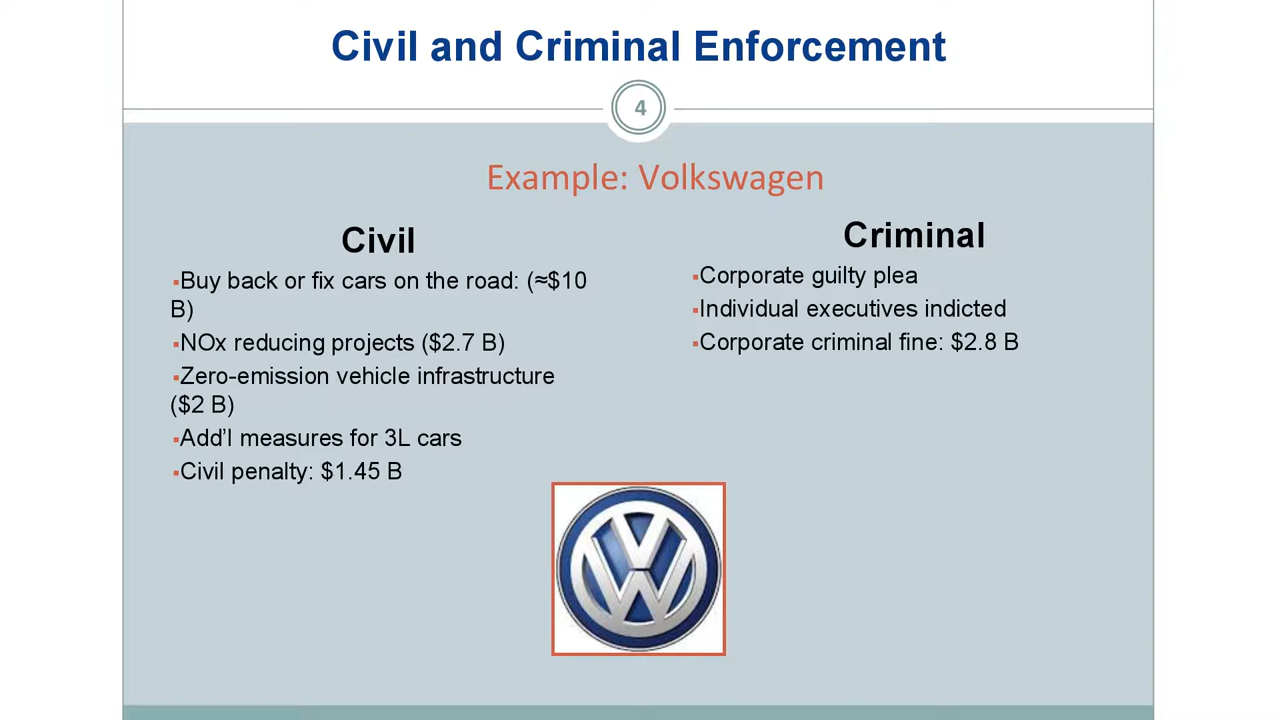 Civil and Criminal Enforcement
4
Example: Volkswagen
Civil
▪Buy back or fix cars on the road: (≈$10
B)
▪NOx reducing projects ($2.7 B)
▪Zero-emission vehicle infrastructure
($2 B)
▪Add’l measures for 3L cars
▪Civil penalty: $1.45 B
Criminal
▪Corporate guilty plea
▪Individual executives indicted
▪Corporate criminal fine: $2.8 B
VW